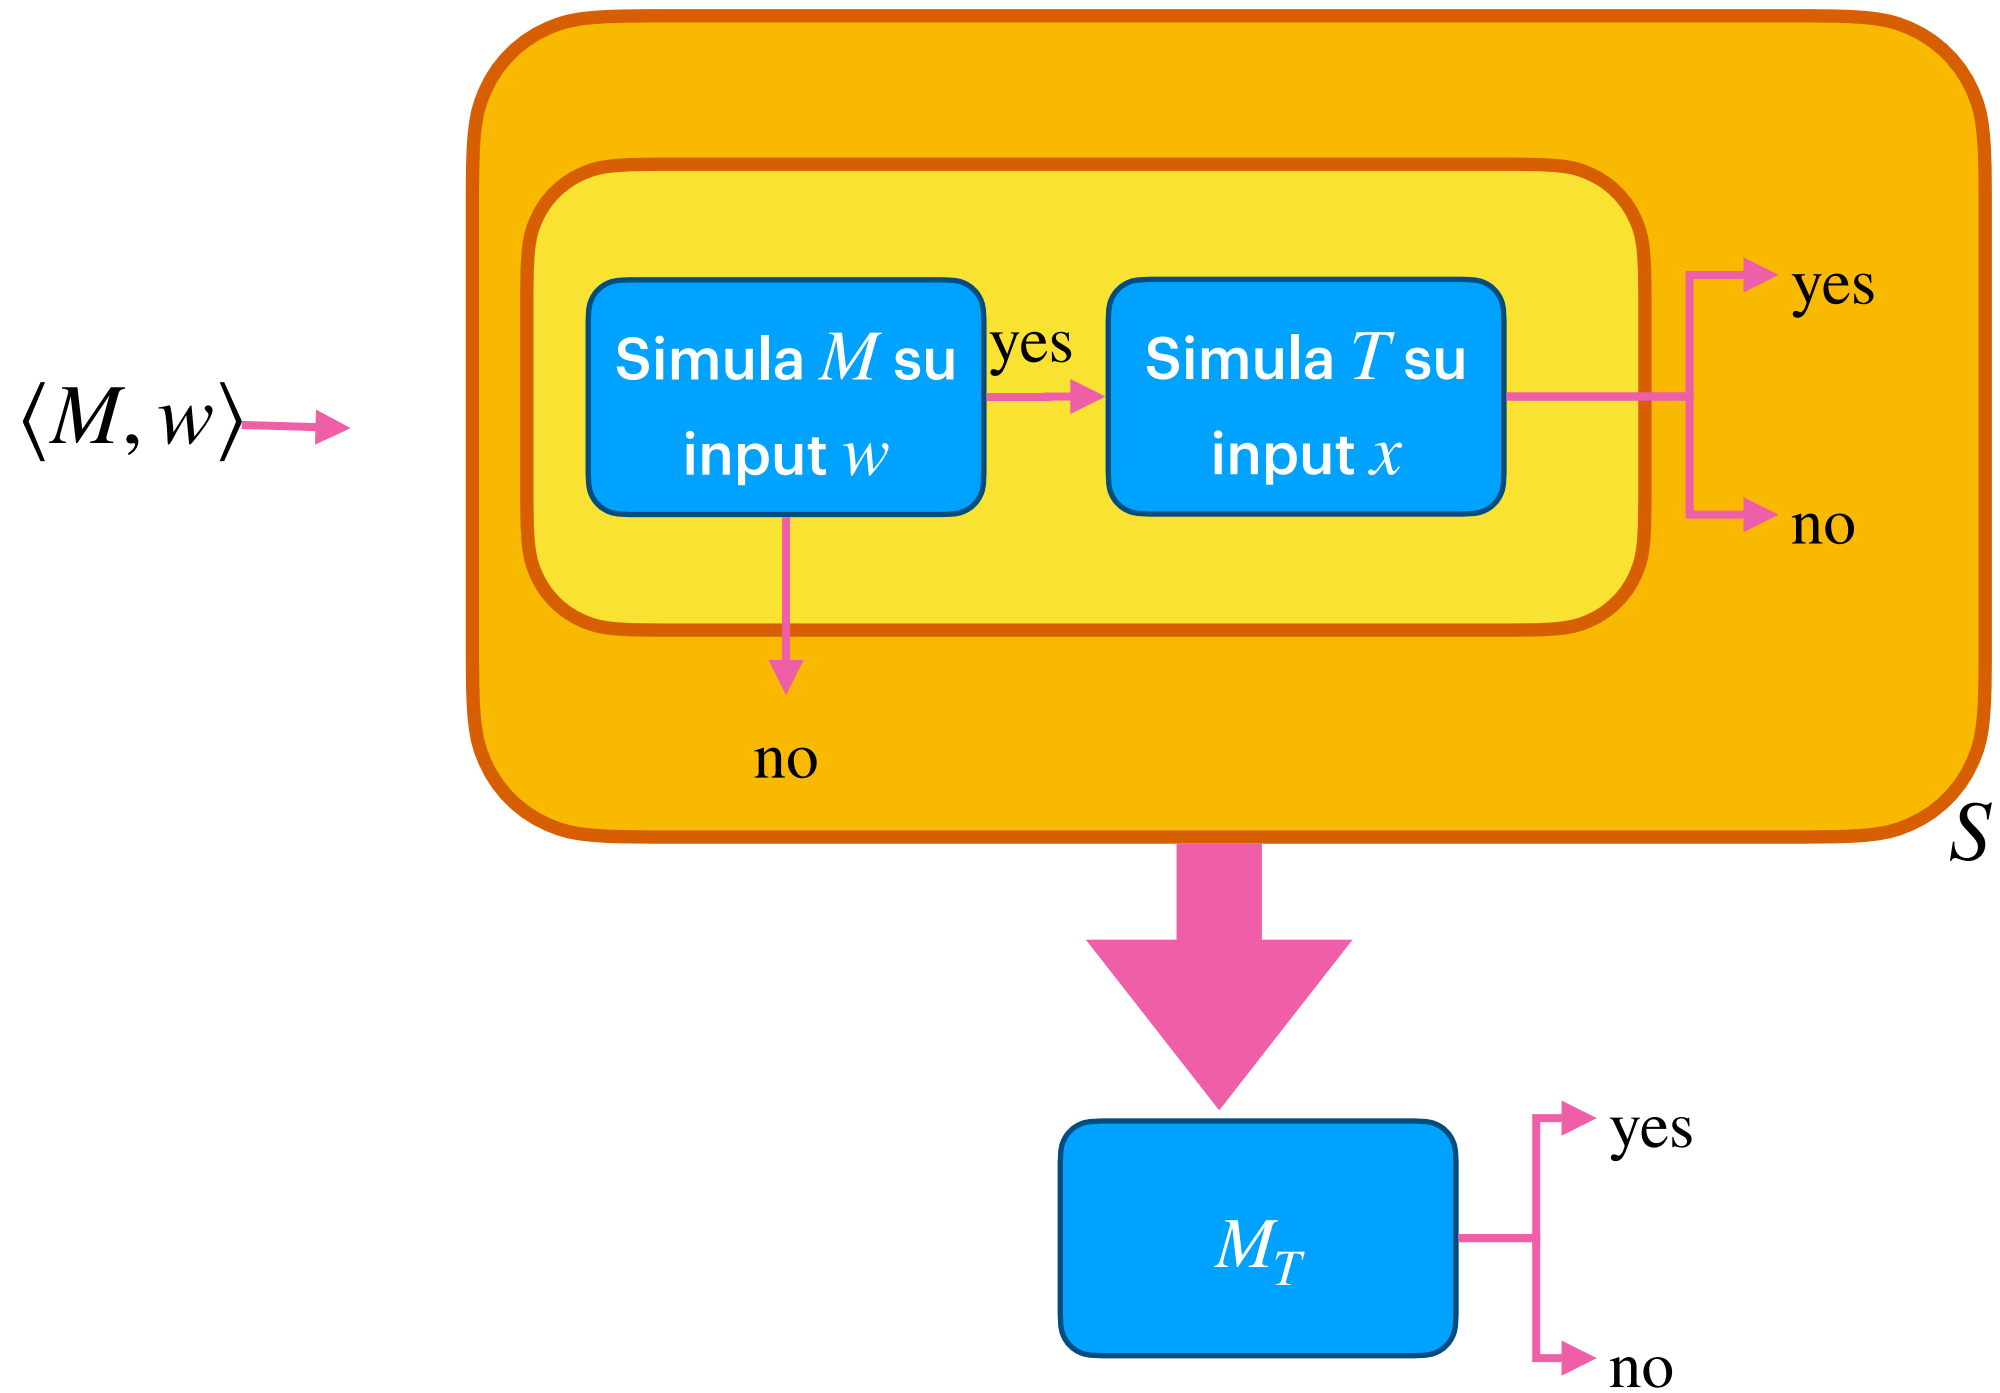 ⟨M, w⟩
Simula M su
input w
yes
Simula T su
input x
yes
no
no
S
M_T
yes
no